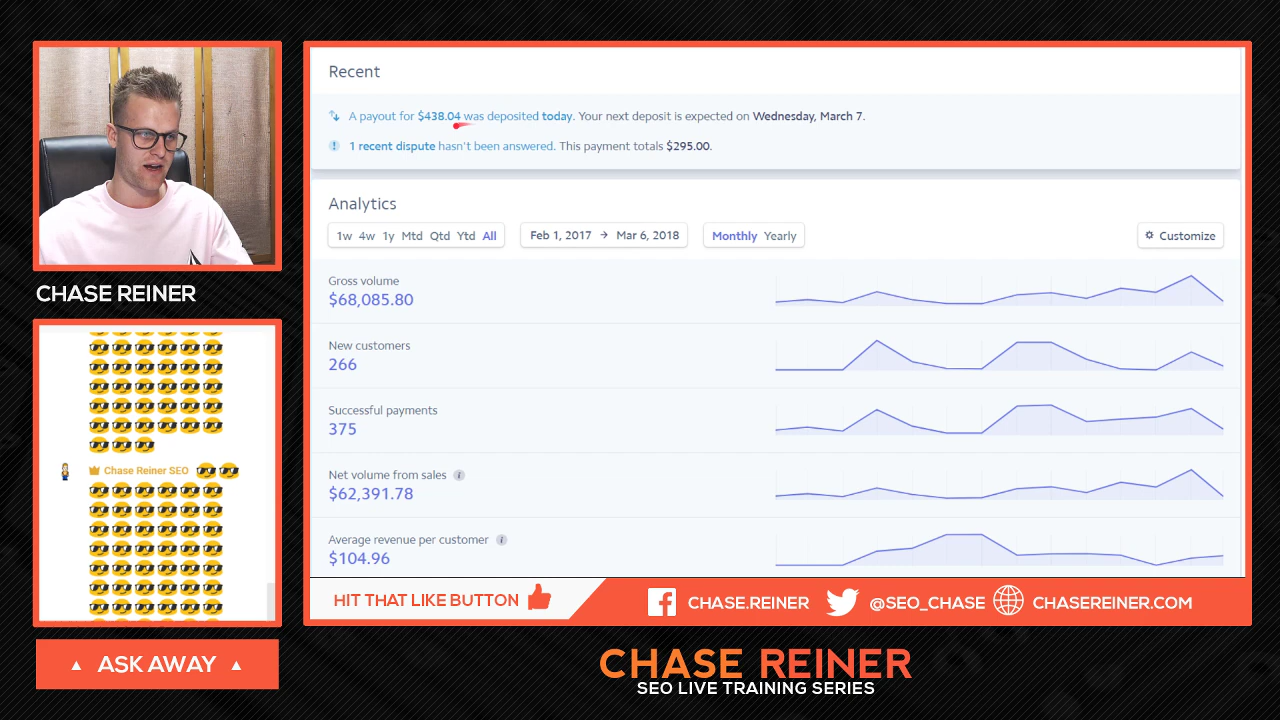 CHASE REINER
Chase Reiner SEO
▲ ASK AWAY ▲
Recent
A payout for $438.04 was deposited today. Your next deposit is expected on Wednesday, March 7.
1 recent dispute hasn't been answered. This payment totals $295.00.
Analytics
1w 4w 1y Mtd Qtd Ytd All
Feb 1, 2017 → Mar 6, 2018
Monthly Yearly
Customize
Gross volume
$68,085.80
New customers
266
Successful payments
375
Net volume from sales
$62,391.78
Average revenue per customer
$104.96
HIT THAT LIKE BUTTON
CHASE.REINER
@SEO_CHASE
CHASEREINER.COM
CHASE REINER
SEO LIVE TRAINING SERIES